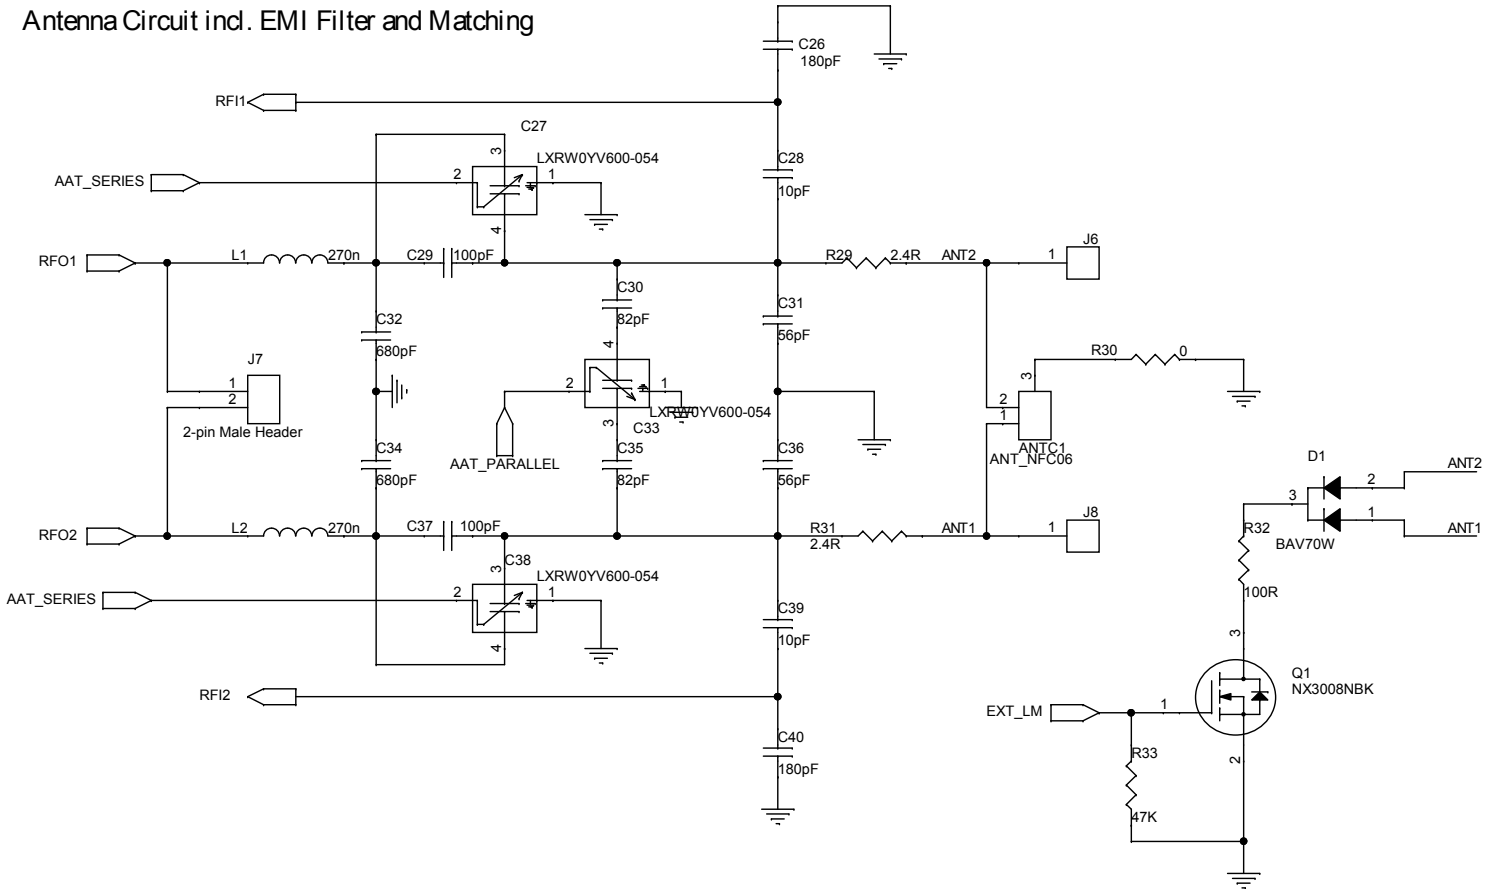 Antenna Circuit incl. EMI Filter and Matching
C26
180pF
RFI1
C27
3
LXRW0YV600-054
C28
10pF
AAT_SERIES
2
1
4
RFO1
L1
270n
C29
100pF
R29
2.4R
ANT2
1
J6
C30
82pF
C31
56pF
C32
680pF
4
J7
1
2
2-pin Male Header
2
1
LXRW0YV600-054
C33
3
R30
0
3
2
1
ANTC1
ANT_NFC06
AAT_PARALLEL
C34
680pF
C35
82pF
C36
56pF
D1
ANT2
2
3
1
ANT1
BAV70W
RFO2
L2
270n
C37
100pF
R31
2.4R
ANT1
1
J8
R32
100R
C38
3
LXRW0YV600-054
AAT_SERIES
2
1
4
C39
10pF
3
Q1
NX3008NBK
RFI2
EXT_LM
1
C40
180pF
R33
47K
2